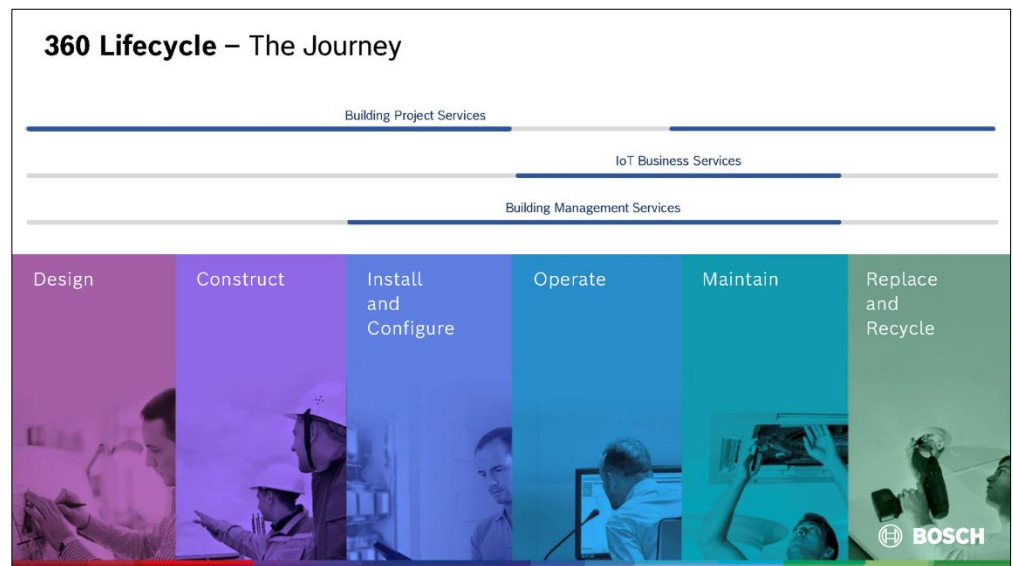 360 Lifecycle – The Journey
Building Project Services
IoT Business Services
Building Management Services
Design
Construct
Install
and
Configure
Operate
Maintain
Replace
and
Recycle
BOSCH